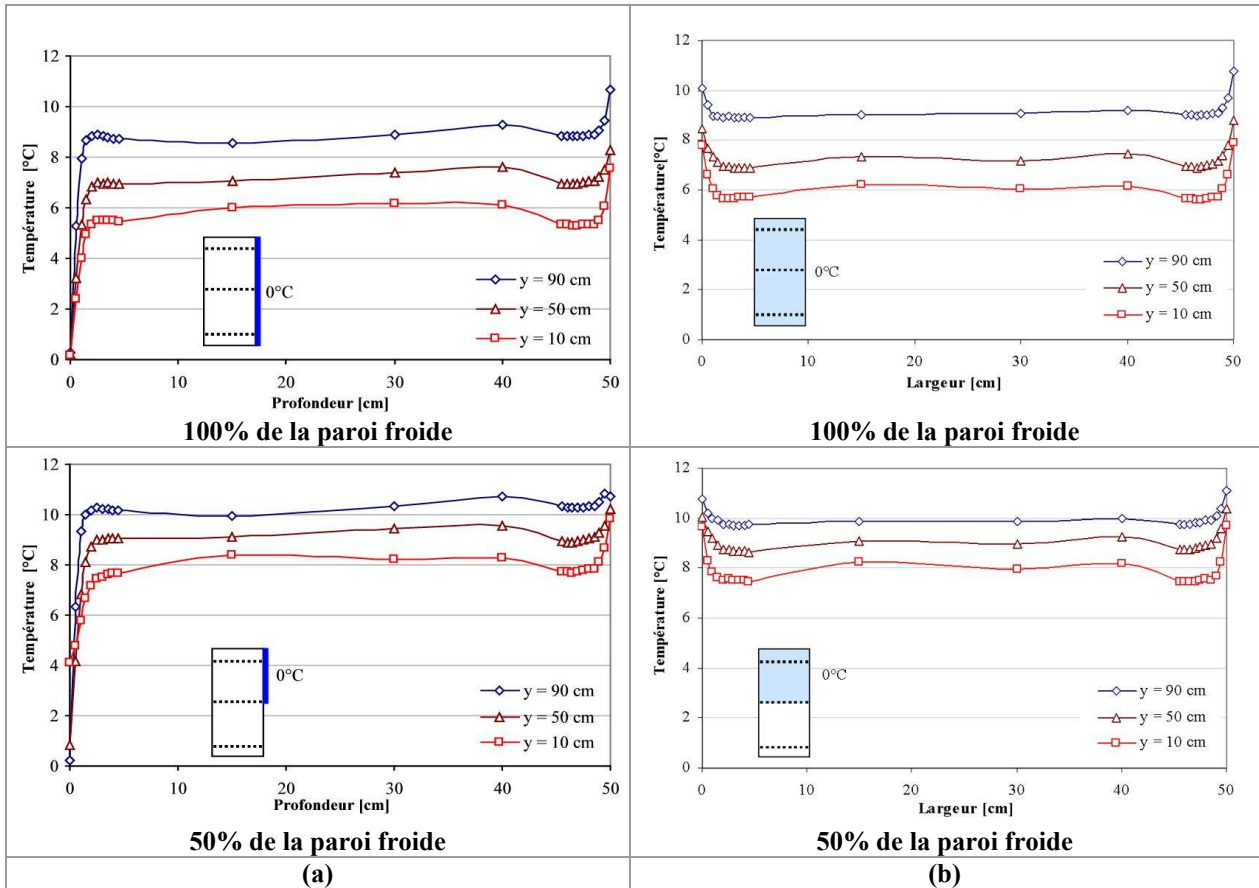 12
10
8
6
4
2
0
Température [°C]
0°C
y = 90 cm
y = 50 cm
y = 10 cm
0 10 20 30 40 50
Profondeur [cm]
100% de la paroi froide
12
10
8
6
4
2
0
Température[°C]
0°C
y = 90 cm
y = 50 cm
y = 10 cm
0 10 20 30 40 50
Largeur [cm]
100% de la paroi froide
12
10
8
6
4
2
0
Température [°C]
0°C
y = 90 cm
y = 50 cm
y = 10 cm
0 10 20 30 40 50
Profondeur [cm]
50% de la paroi froide
12
10
8
6
4
2
0
Température [°C]
0°C
y = 90 cm
y = 50 cm
y = 10 cm
0 10 20 30 40 50
Largeur [cm]
50% de la paroi froide
(a)
(b)